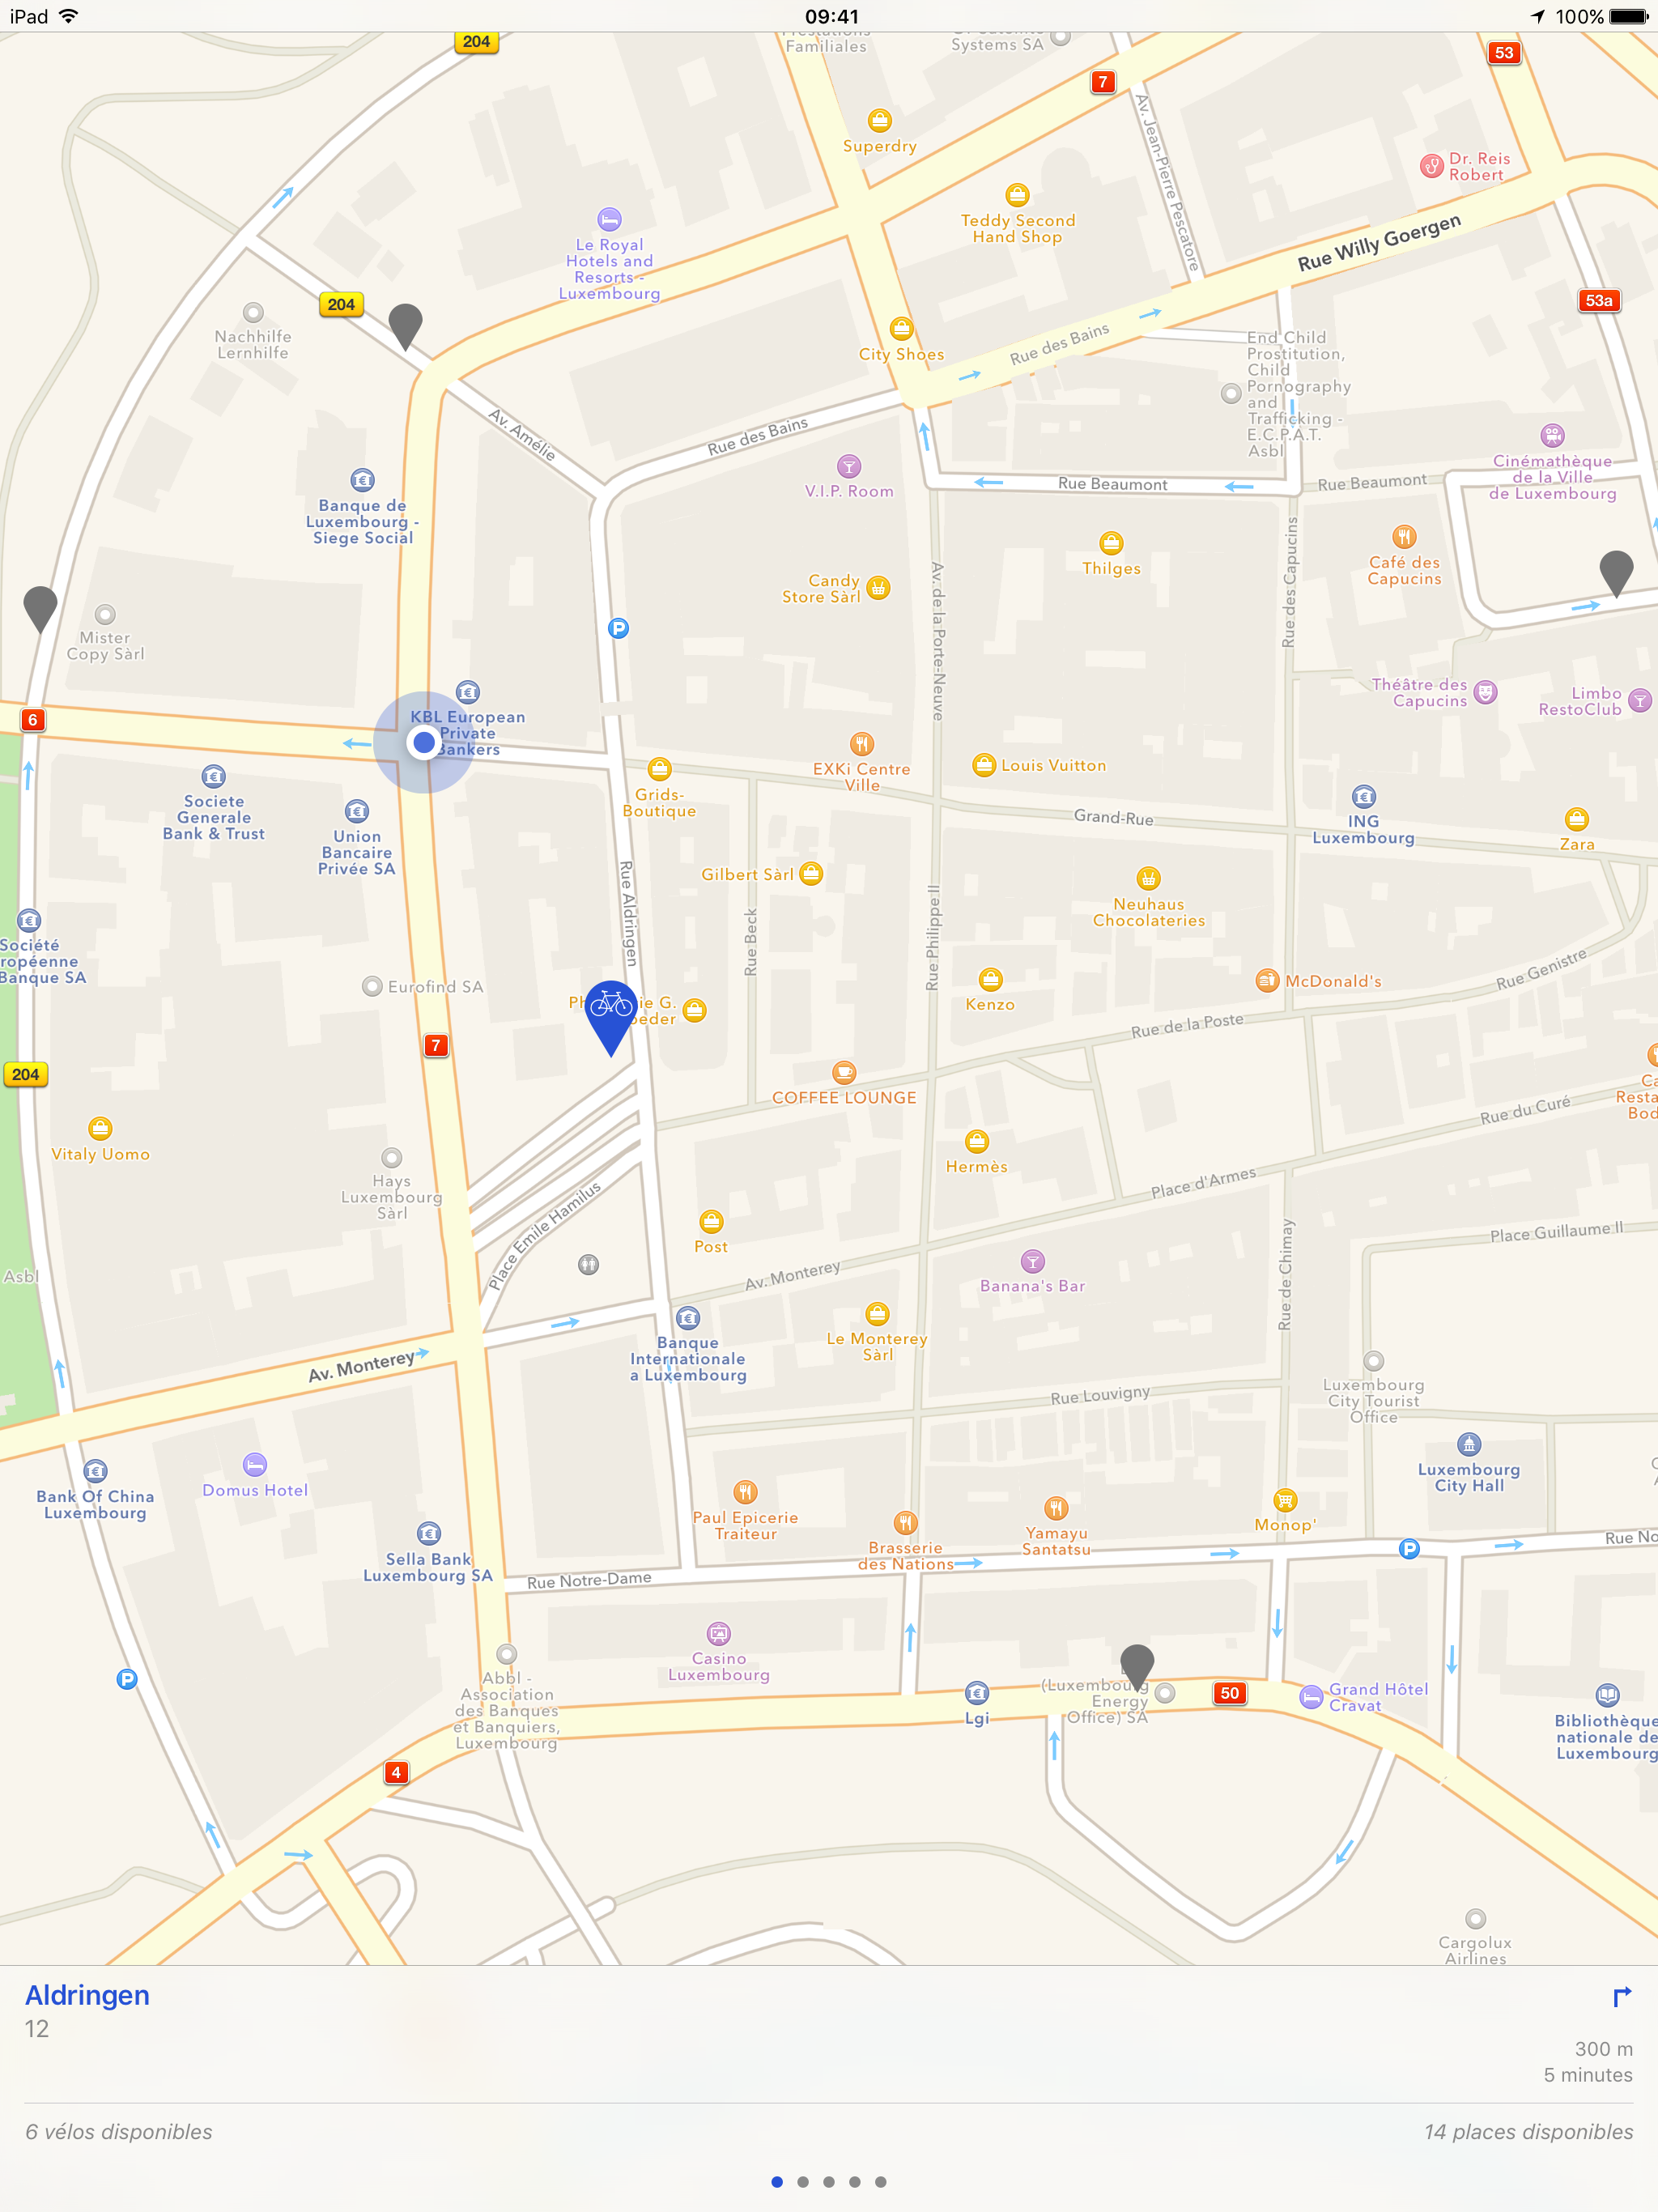 iPad
09:41
100%
204
Familiales
Systems SA
7
53
Superdry
Av. Jean-Pierre Pescatore
Dr. Reis
Robert
Teddy Second
Hand Shop
Rue Willy Goergen
Le Royal
Hotels and
Resorts -
Luxembourg
204
53a
Nachhilfe
Lernhilfe
City Shoes
Rue des Bains
End Child
Prostitution,
Child
Pornography
and
Trafficking -
E.C.P.A.T.
Asbl
Av. Amélie
Rue des Bains
V.I.P. Room
Rue Beaumont
Rue Beaumont
Cinémathèque
de la Ville
de Luxembourg
Banque de
Luxembourg -
Siege Social
Thilges
Café des
Capucins
Candy
Store Sàrl
Av. de la Porte-Neuve
Rue des Capucins
P
Mister
Copy Sàrl
Théâtre des
Capucins
Limbo
RestoClub
6
KBL European
Private
Bankers
EXKi Centre
Ville
Louis Vuitton
Grids-
Boutique
Societe
Generale
Bank & Trust
Union
Bancaire
Privée SA
Grand-Rue
ING
Luxembourg
Zara
Gilbert Sàrl
Rue Aldringen
Rue Beck
Rue Philippe II
Neuhaus
Chocolateries
Société
ropéenne
Banque SA
Eurofind SA
Kenzo
McDonald's
Rue Genistre
7
Rue de la Poste
204
COFFEE LOUNGE
Rue du Curé
Vitaly Uomo
Hays
Luxembourg
Sàrl
Hermès
Place d'Armes
Place Emile Hamilus
Post
Place Guillaume II
Asbl
Av. Monterey
Banana's Bar
Rue de Chimay
Banque
Internationale
a Luxembourg
Le Monterey
Sàrl
Av. Monterey
Rue Louvigny
Luxembourg
City Tourist
Office
Bank Of China
Luxembourg
Domus Hotel
Luxembourg
City Hall
Paul Epicerie
Traiteur
Brasserie
des Nations
Yamayu
Santatsu
Monop'
Sella Bank
Luxembourg SA
Rue Notre-Dame
P
Rue No
Casino
Luxembourg
P
Abbl -
Association
des Banques
et Banquiers,
Luxembourg
Lgi
(Luxembourg
Energy
Office) SA
50
Grand Hôtel
Cravat
Bibliothèque
nationale de
Luxembourg
4
Cargolux
Airlines
Aldringen
12
300 m
5 minutes
6 vélos disponibles
14 places disponibles